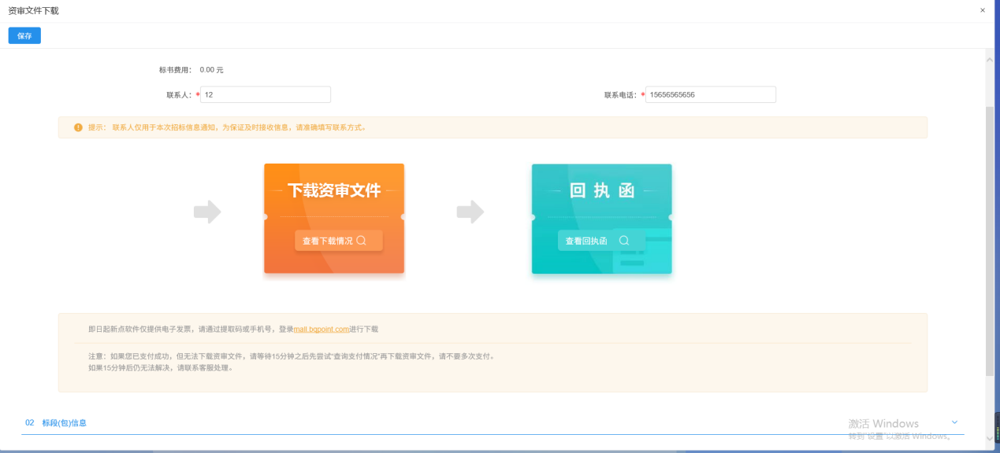 资审文件下载
×
保存
标书费用： 0.00 元
联系人：* 12
联系电话：* 15656565656
提示： 联系人仅用于本次招标信息通知，为保证及时接收信息，请准确填写联系方式。
下载资审文件
回执函
查看下载情况
查看回执函
即日起新点软件仅提供电子发票，请通过提取码或手机号，登录mail.bqpoint.com进行下载
注意：如果您已支付成功，但无法下载资审文件，请等待15分钟之后先尝试“查询支付情况”再下载资审文件，请不要多次支付。
如果15分钟后仍无法解决，请联系客服处理。
02 标段(包)信息
激活 Windows
转到“设置”以激活 Windows。